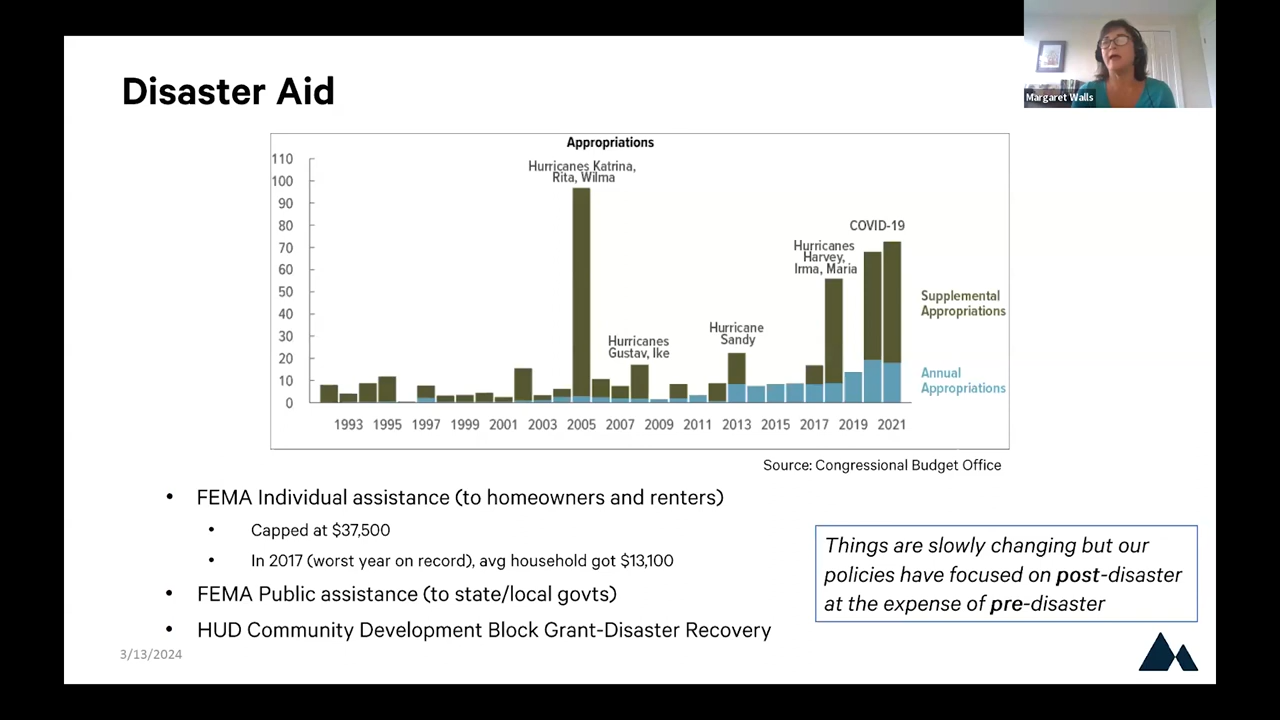 Margaret Walls
Disaster Aid
Appropriations
110
100
90
80
70
60
50
40
30
20
10
0
Hurricanes Katrina,
Rita, Wilma
Hurricanes
Gustav, Ike
Hurricane
Sandy
Hurricanes
Harvey,
Irma, Maria
COVID-19
Supplemental
Appropriations
Annual
Appropriations
1993 1995 1997 1999 2001 2003 2005 2007 2009 2011 2013 2015 2017 2019 2021
Source: Congressional Budget Office
• FEMA Individual assistance (to homeowners and renters)
• Capped at $37,500
• In 2017 (worst year on record), avg household got $13,100
• FEMA Public assistance (to state/local govts)
• HUD Community Development Block Grant-Disaster Recovery
Things are slowly changing but our
policies have focused on post-disaster
at the expense of pre-disaster
3/13/2024